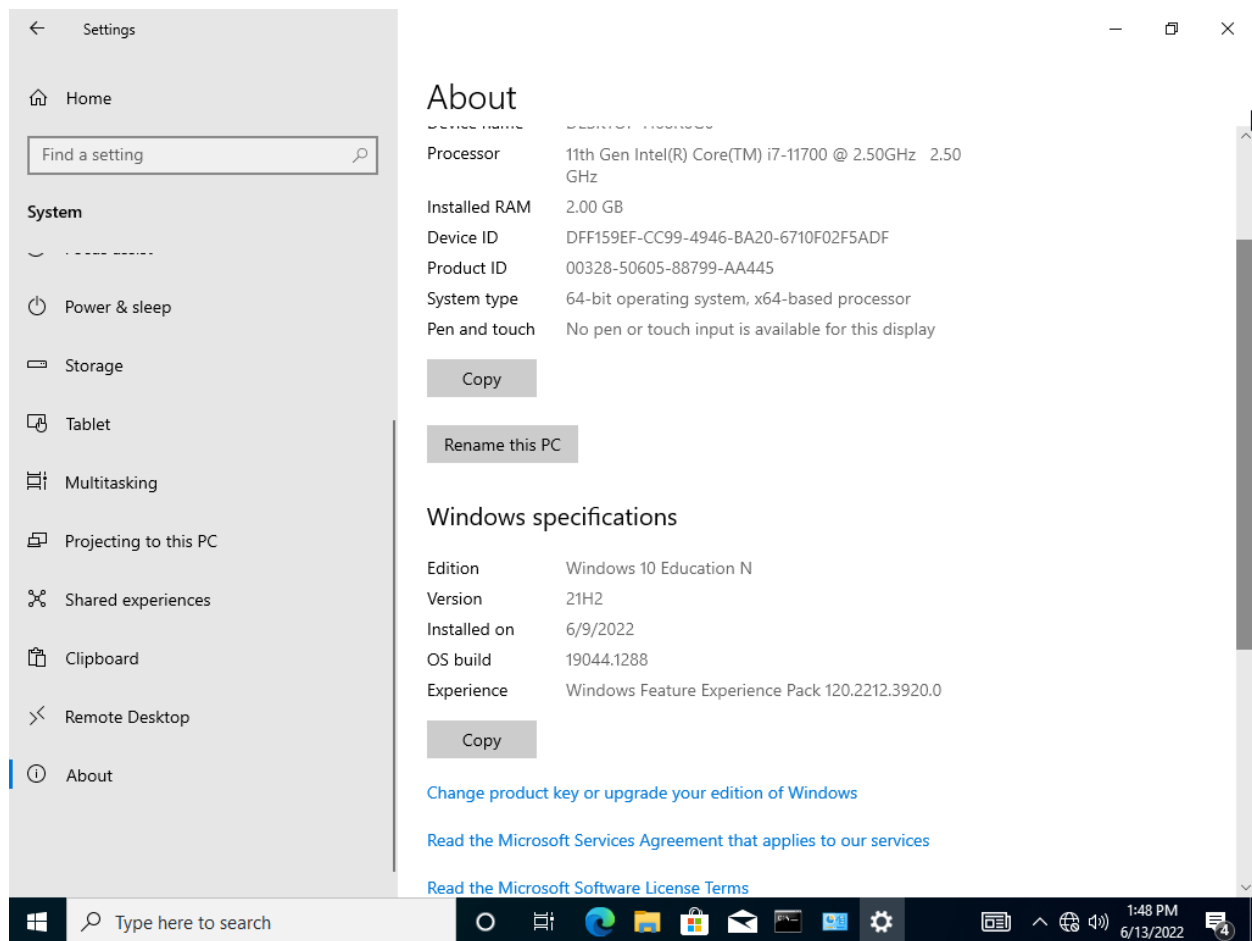 Settings
Home
Find a setting
System
Power & sleep
Storage
Tablet
Multitasking
Projecting to this PC
Shared experiences
Clipboard
Remote Desktop
About
About
Processor 11th Gen Intel(R) Core(TM) i7-11700 @ 2.50GHz 2.50
GHz
Installed RAM 2.00 GB
Device ID DFF159EF-CC99-4946-BA20-6710F02F5ADF
Product ID 00328-50605-88799-AA445
System type 64-bit operating system, x64-based processor
Pen and touch No pen or touch input is available for this display
Copy
Rename this PC
Windows specifications
Edition Windows 10 Education N
Version 21H2
Installed on 6/9/2022
OS build 19044.1288
Experience Windows Feature Experience Pack 120.2212.3920.0
Copy
Change product key or upgrade your edition of Windows
Read the Microsoft Services Agreement that applies to our services
Read the Microsoft Software License Terms
Type here to search
1:48 PM
6/13/2022
4